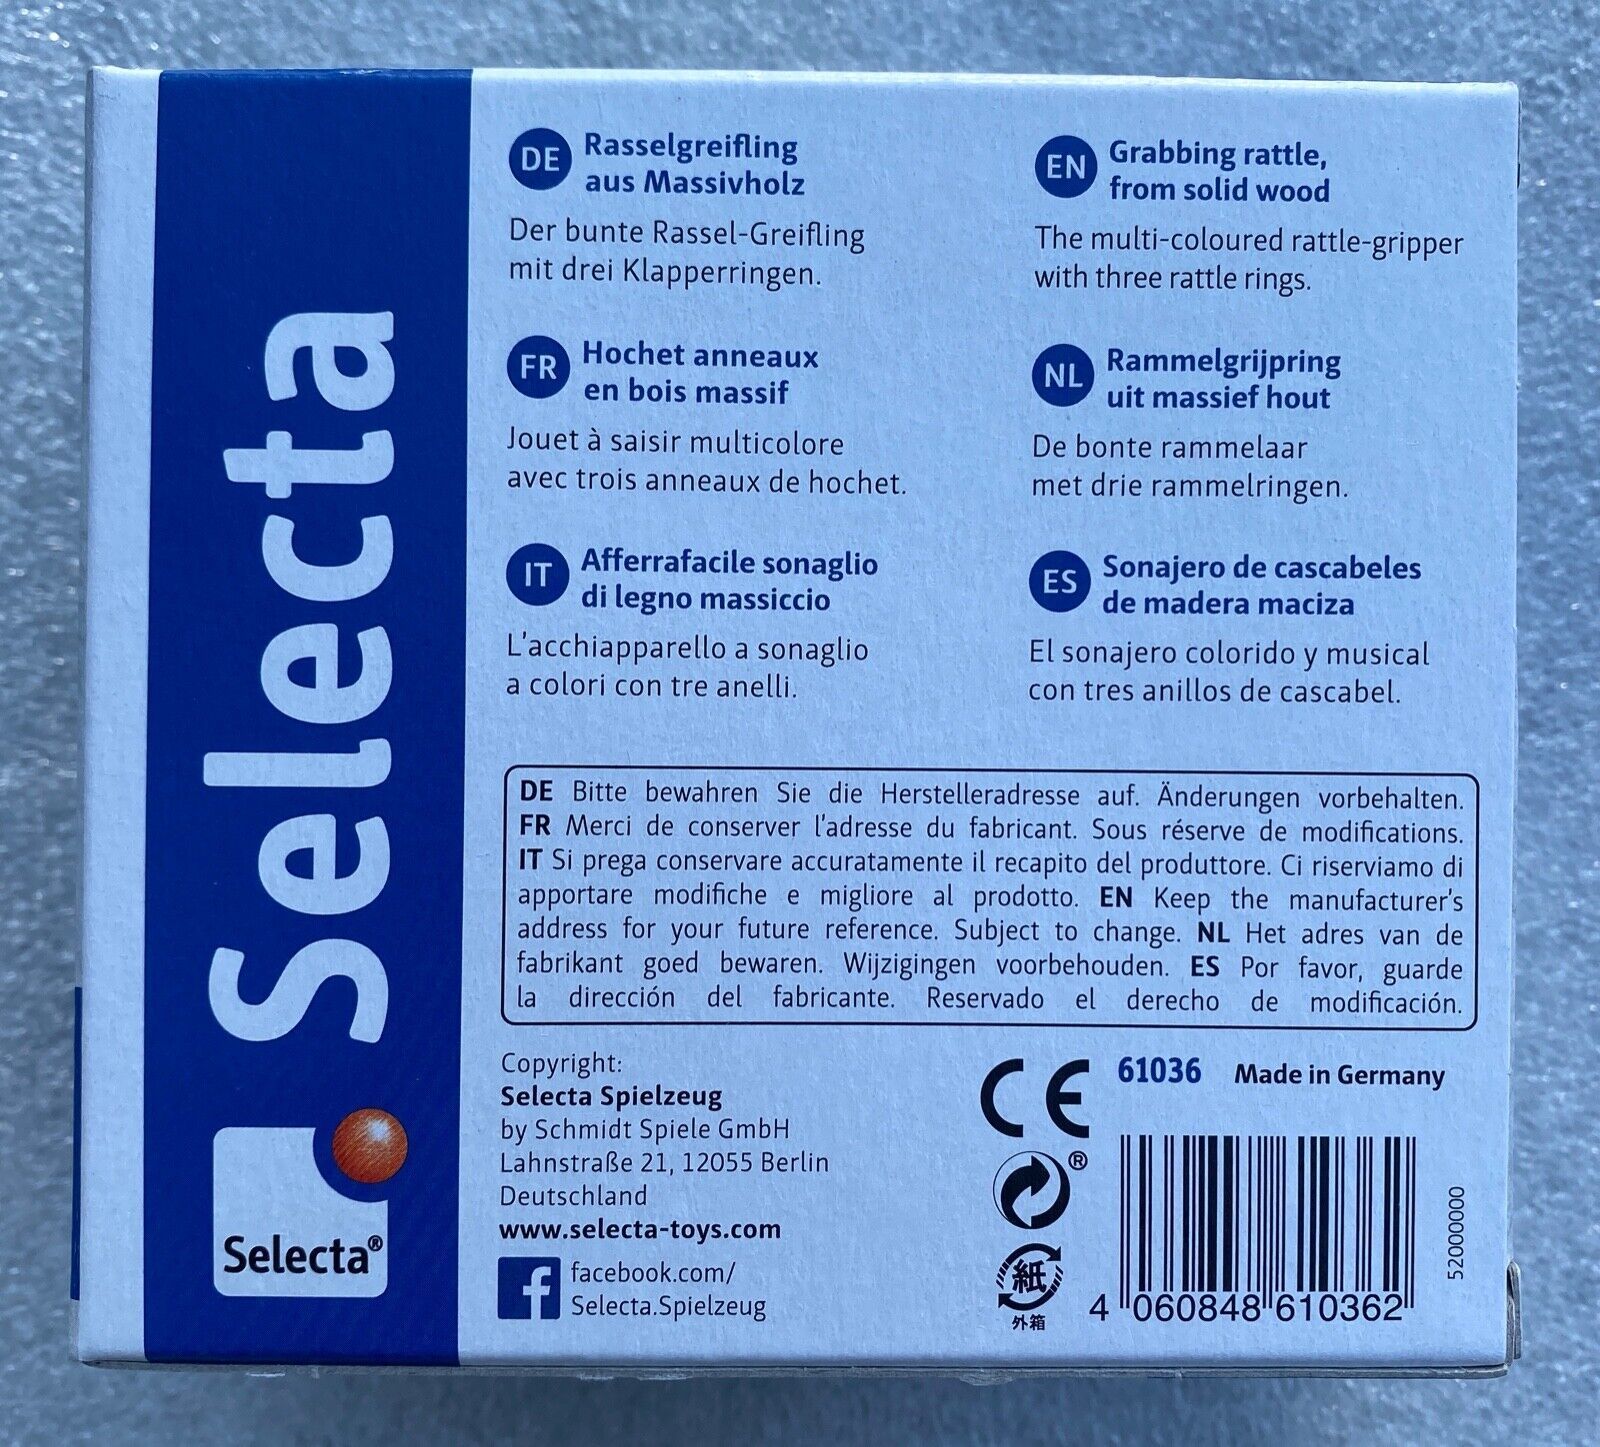 Selecta
Selecta®
DE Rasselgreifling
aus Massivholz
Der bunte Rassel-Greifling
mit drei Klapperringen.
EN Grabbing rattle,
from solid wood
The multi-coloured rattle-gripper
with three rattle rings.
FR Hochet anneaux
en bois massif
Jouet à saisir multicolore
avec trois anneaux de hochet.
NL Rammelgrijpring
uit massief hout
De bonte rammelaar
met drie rammelringen.
IT Afferrafacile sonaglio
di legno massiccio
L'acchiapparello a sonaglio
a colori con tre anelli.
ES Sonajero de cascabeles
de madera maciza
El sonajero colorido y musical
con tres anillos de cascabel.
DE Bitte bewahren Sie die Herstelleradresse auf. Änderungen vorbehalten.
FR Merci de conserver l'adresse du fabricant. Sous réserve de modifications.
IT Si prega conservare accuratamente il recapito del produttore. Ci riserviamo di
apportare modifiche e migliore al prodotto. EN Keep the manufacturer's
address for your future reference. Subject to change. NL Het adres van de
fabrikant goed bewaren. Wijzigingen voorbehouden. ES Por favor, guarde
la dirección del fabricante. Reservado el derecho de modificación.
Copyright:
Selecta Spielzeug
by Schmidt Spiele GmbH
Lahnstraße 21, 12055 Berlin
Deutschland
www.selecta-toys.com
f facebook.com/
Selecta.Spielzeug
CE 61036 Made in Germany
®
紙
外箱
4 060848 610362
52000000